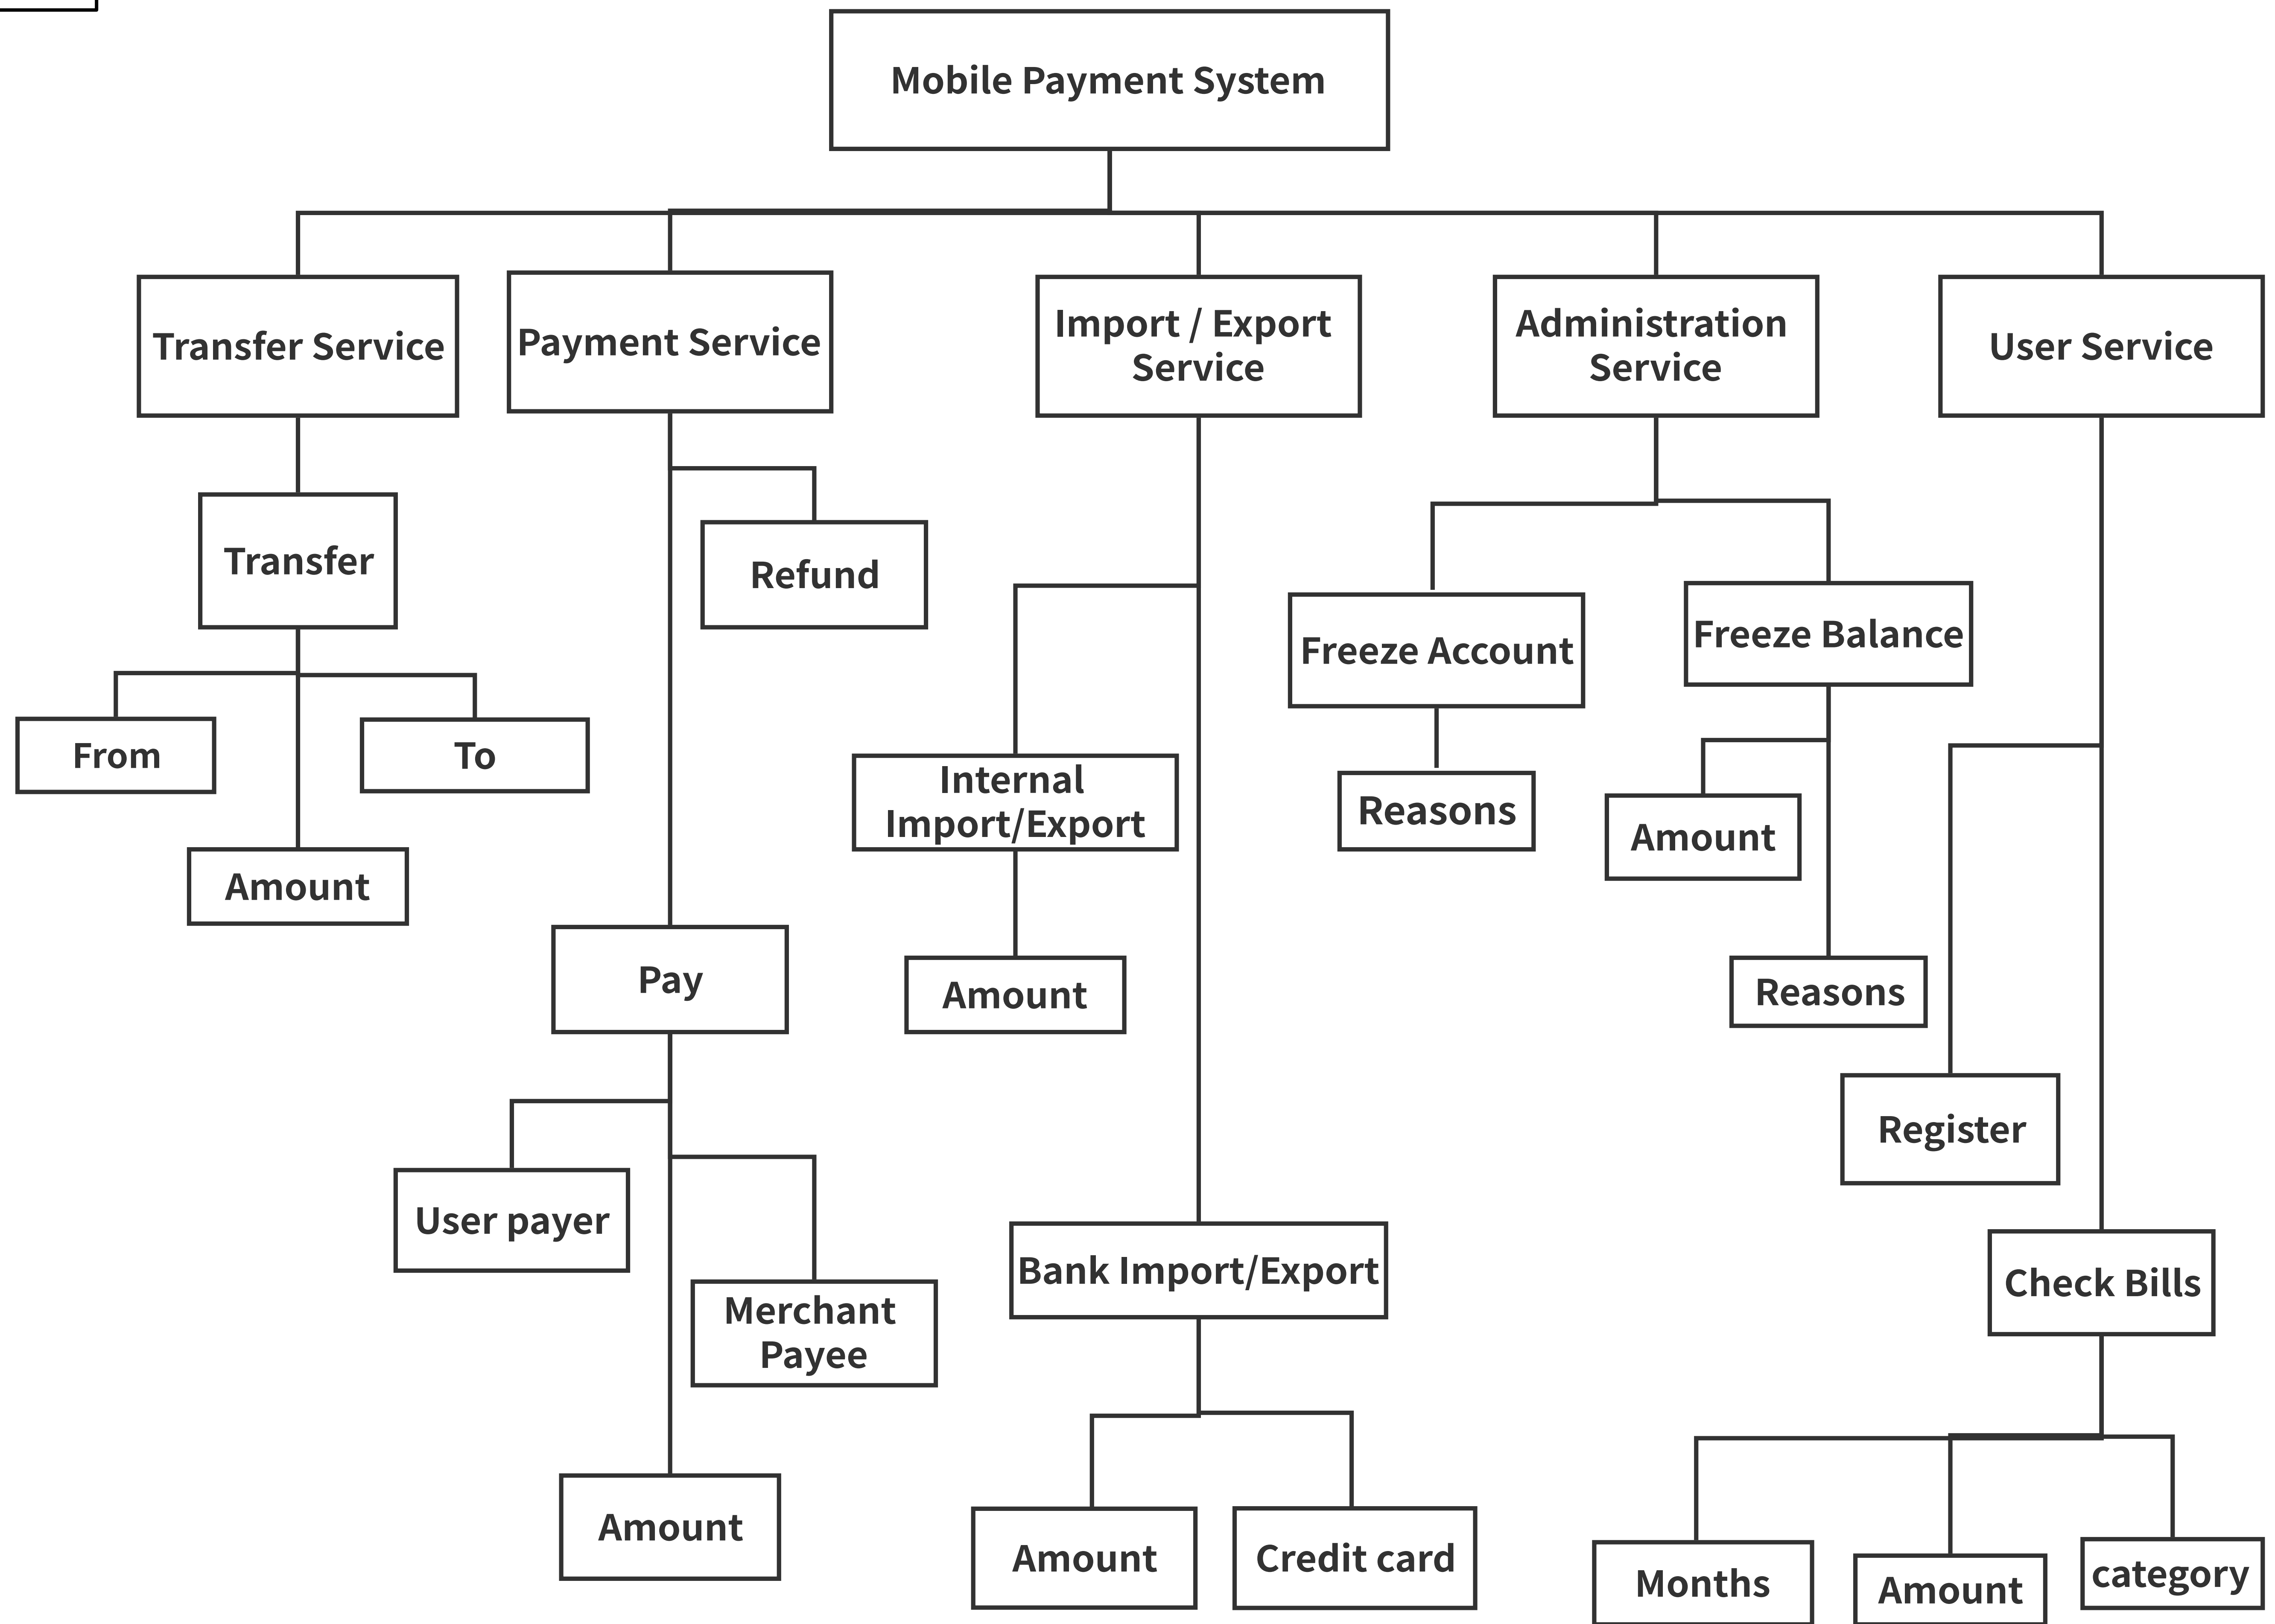 Mobile Payment System
Transfer Service
Payment Service
Import / Export
Service
Administration
Service
User Service
Transfer
Refund
Freeze Account
Freeze Balance
From
To
Internal
Import/Export
Reasons
Amount
Amount
Pay
Amount
Reasons
Register
User payer
Merchant
Payee
Bank Import/Export
Check Bills
Amount
Amount
Credit card
Months
Amount
category